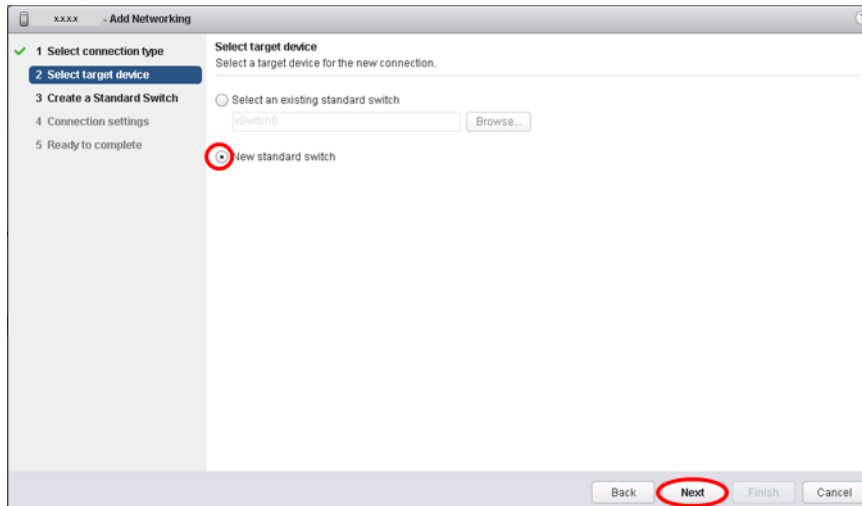 xxxx - Add Networking
1 Select connection type
2 Select target device
3 Create a Standard Switch
4 Connection settings
5 Ready to complete
Select target device
Select a target device for the new connection.
Select an existing standard switch
vSwitch0
Browse...
New standard switch
Back
Next
Finish
Cancel